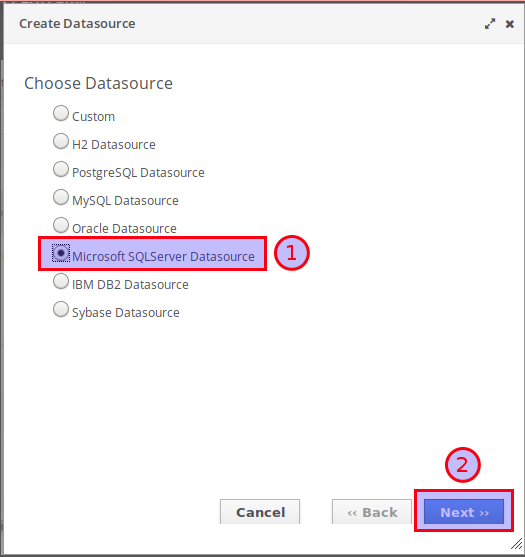 Create Datasource
Choose Datasource
Custom
H2 Datasource
PostgreSQL Datasource
MySQL Datasource
Oracle Datasource
Microsoft SQLServer Datasource
1
IBM DB2 Datasource
Sybase Datasource
2
Cancel
‹‹ Back
Next ››